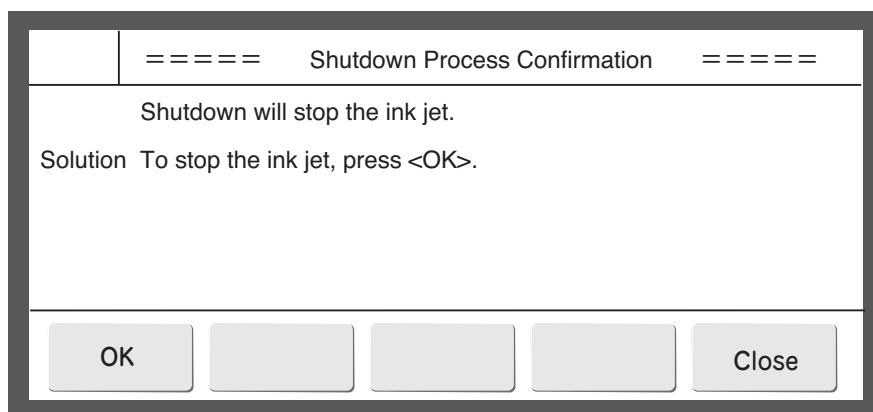 ===== Shutdown Process Confirmation =====
Shutdown will stop the ink jet.
Solution To stop the ink jet, press <OK>.
OK Close